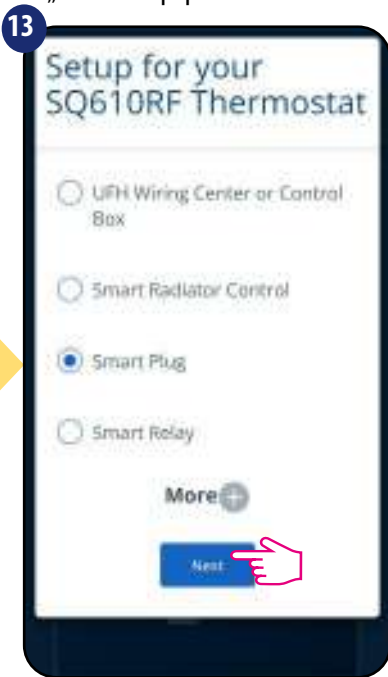 13
Setup for your
SQ610RF Thermostat
UFH Wiring Center or Control
Box
Smart Radiator Control
Smart Plug
Smart Relay
More
Next